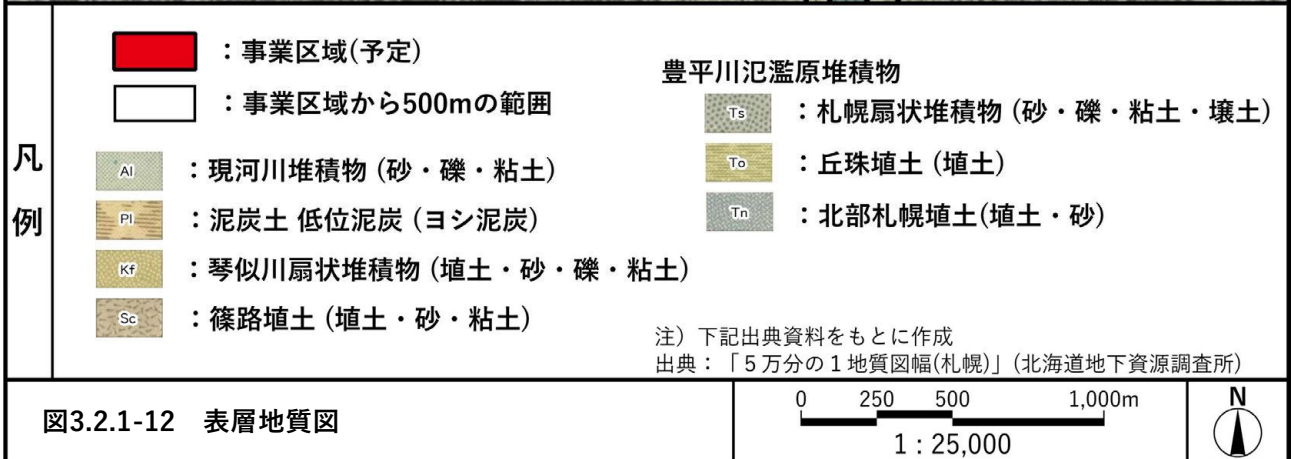 凡例
：事業区域(予定)
：事業区域から500mの範囲
Al ：現河川堆積物 (砂・礫・粘土)
Pl ：泥炭土 低位泥炭 (ヨシ泥炭)
Kf ：琴似川扇状堆積物 (埴土・砂・礫・粘土)
Sc ：篠路埴土 (埴土・砂・粘土)
豊平川氾濫原堆積物
Ts ：札幌扇状堆積物 (砂・礫・粘土・壌土)
To ：丘珠埴土 (埴土)
Tn ：北部札幌埴土(埴土・砂)
注）下記出典資料をもとに作成
出典：「５万分の１地質図幅(札幌)」(北海道地下資源調査所)
図3.2.1-12 表層地質図
0 250 500 1,000m
1 : 25,000
N